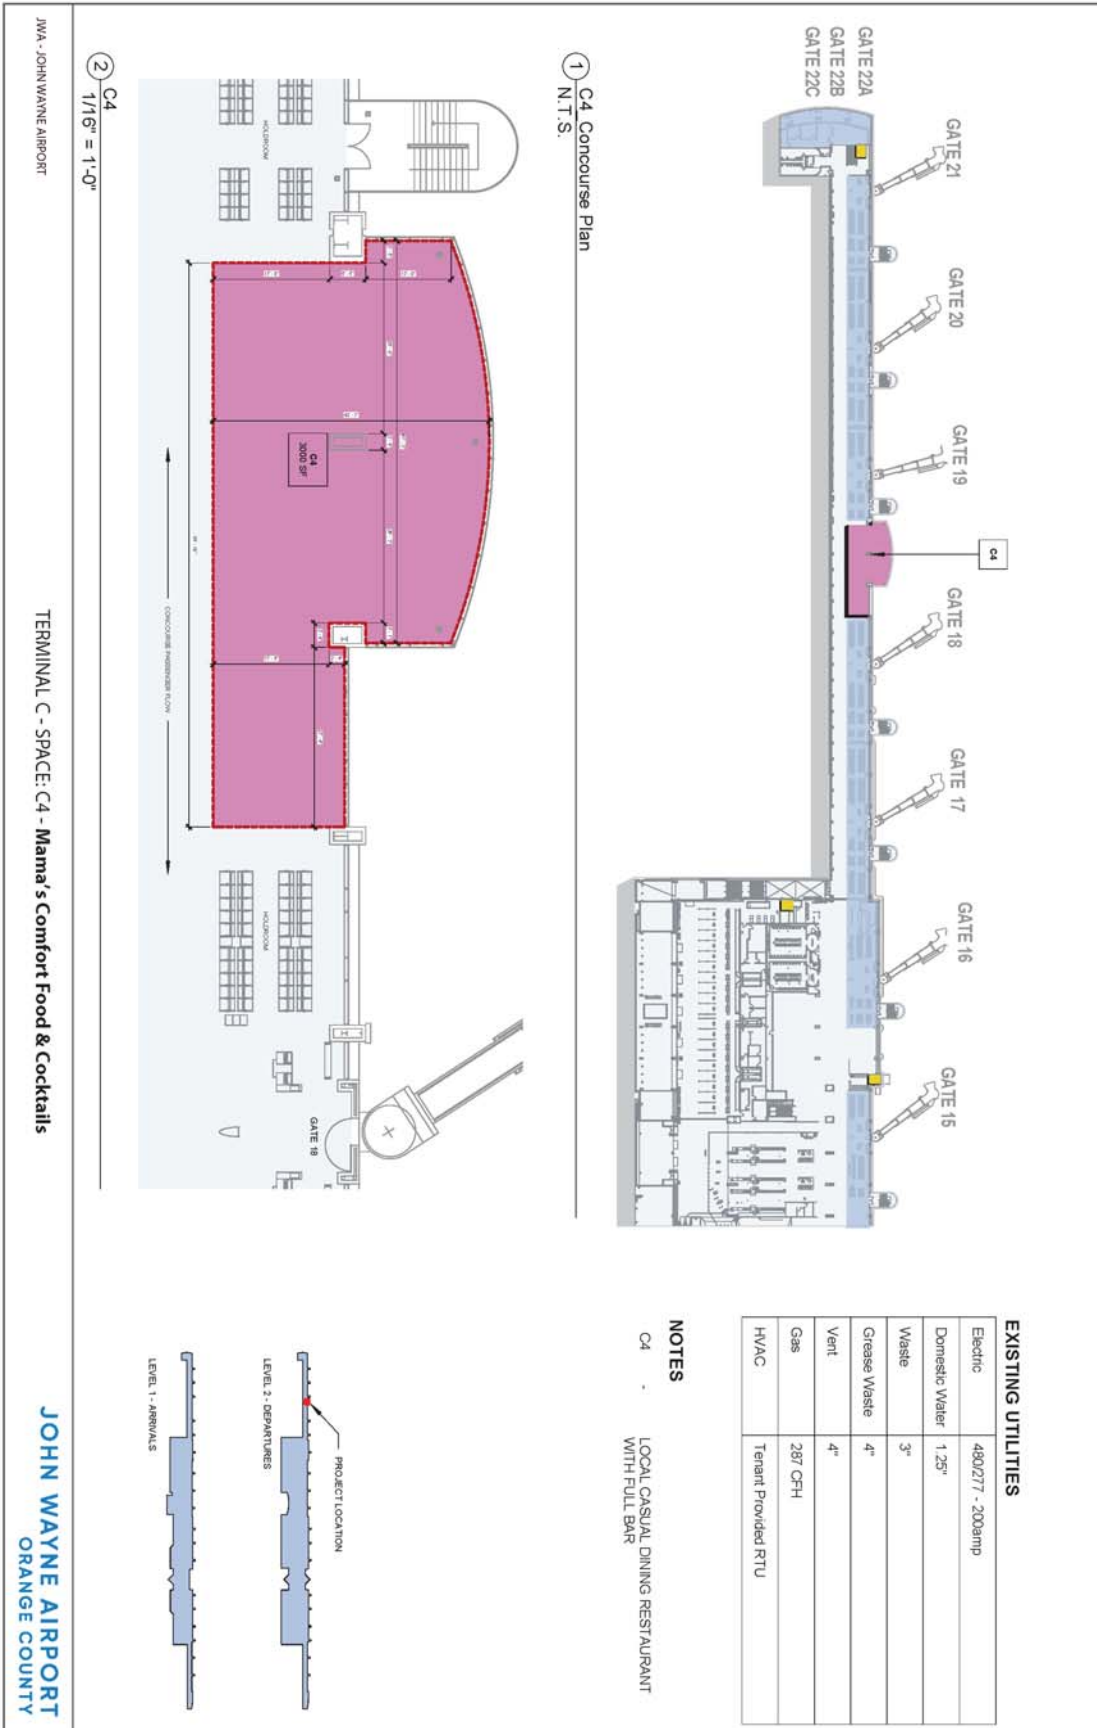 GATE 22A
GATE 22B
GATE 22C
GATE 21
GATE 20
GATE 19
C4
GATE 18
GATE 17
GATE 16
GATE 15
1
C4_Concourse Plan
N.T.S.
HOLDROOM
C4
3000 SF
CONCOURSE PASSENGER FLOW
HOLDROOM
GATE 18
2
C4
1/16" = 1'-0"
EXISTING UTILITIES
Electric 480/277 - 200amp
Domestic Water 1.25"
Waste 3"
Grease Waste 4"
Vent 4"
Gas 287 CFH
HVAC Tenant Provided RTU
NOTES
C4 - LOCAL CASUAL DINING RESTAURANT
WITH FULL BAR
PROJECT LOCATION
LEVEL 2 - DEPARTURES
LEVEL 1 - ARRIVALS
JWA - JOHN WAYNE AIRPORT
TERMINAL C - SPACE: C4 - Mama's Comfort Food & Cocktails
JOHN WAYNE AIRPORT
ORANGE COUNTY